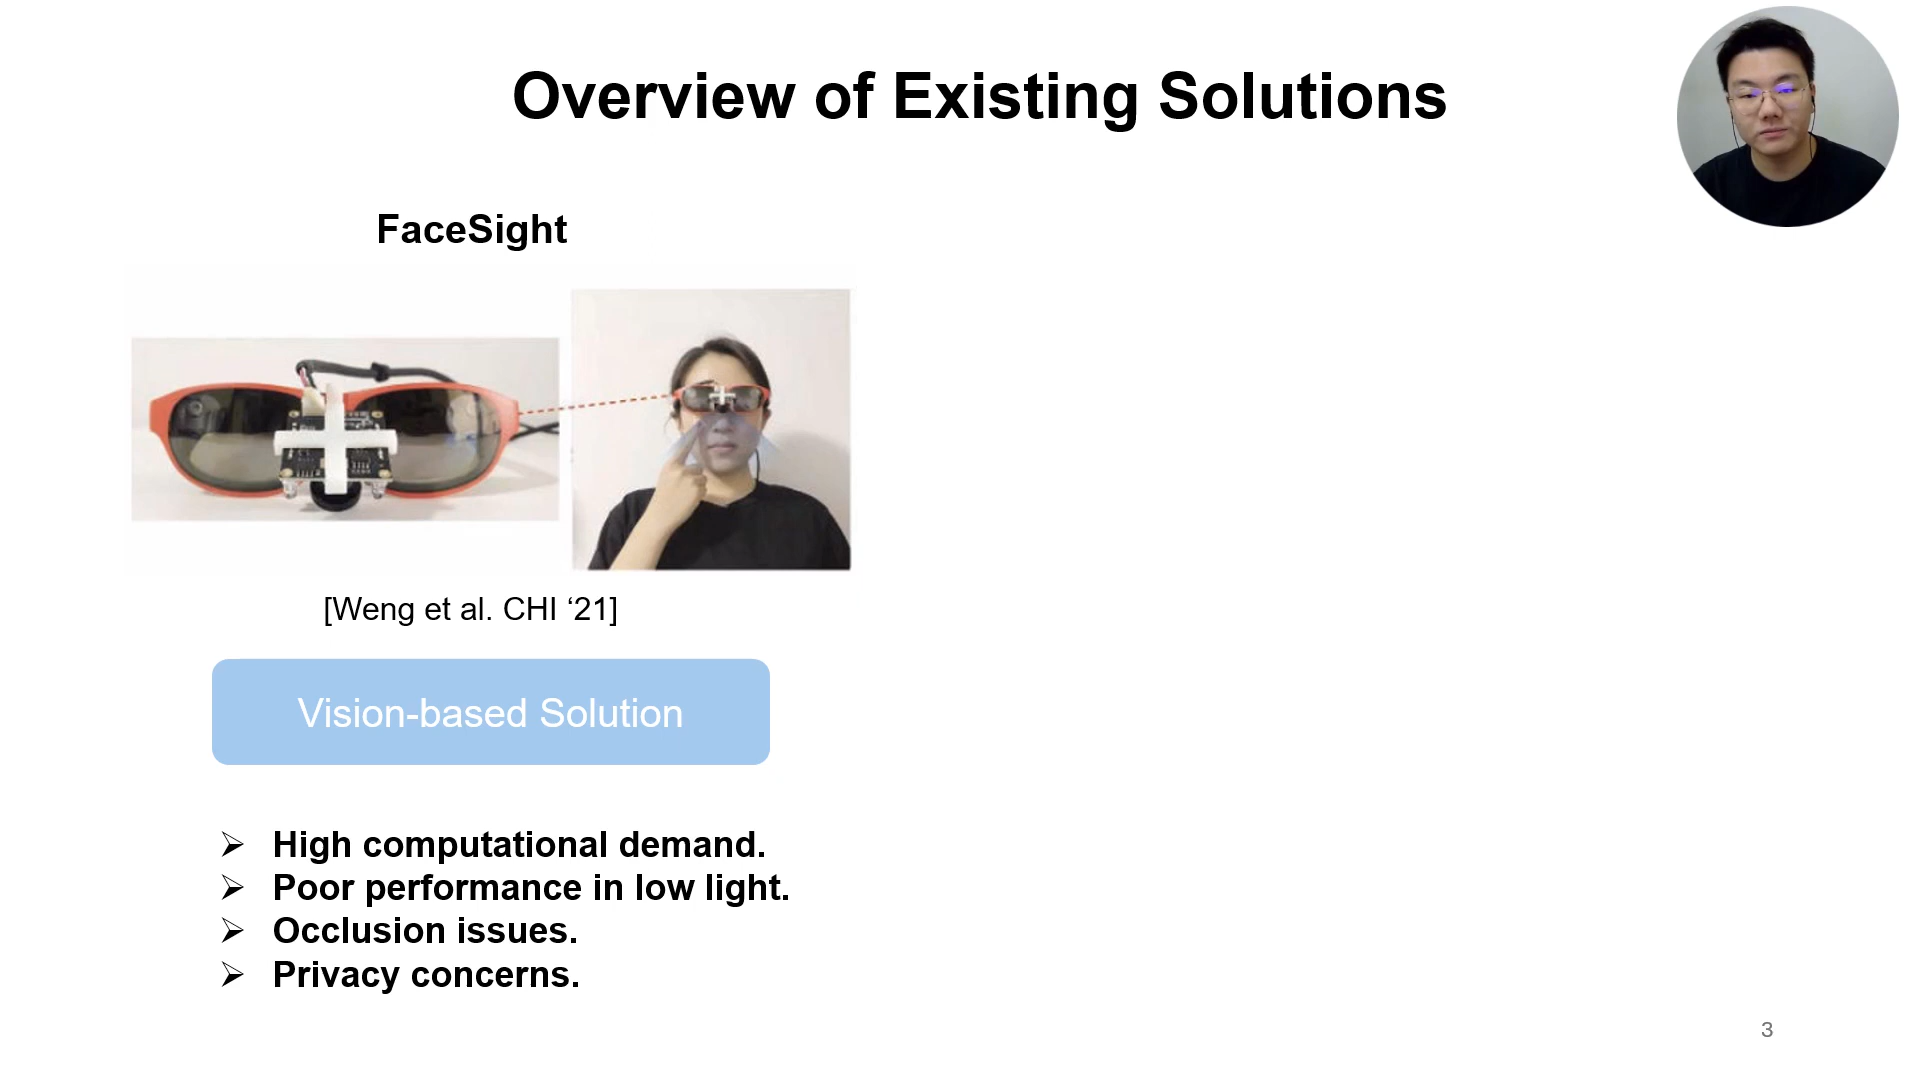 Overview of Existing Solutions
FaceSight
[Weng et al. CHI ‘21]
Vision-based Solution
➢ High computational demand.
➢ Poor performance in low light.
➢ Occlusion issues.
➢ Privacy concerns.
3